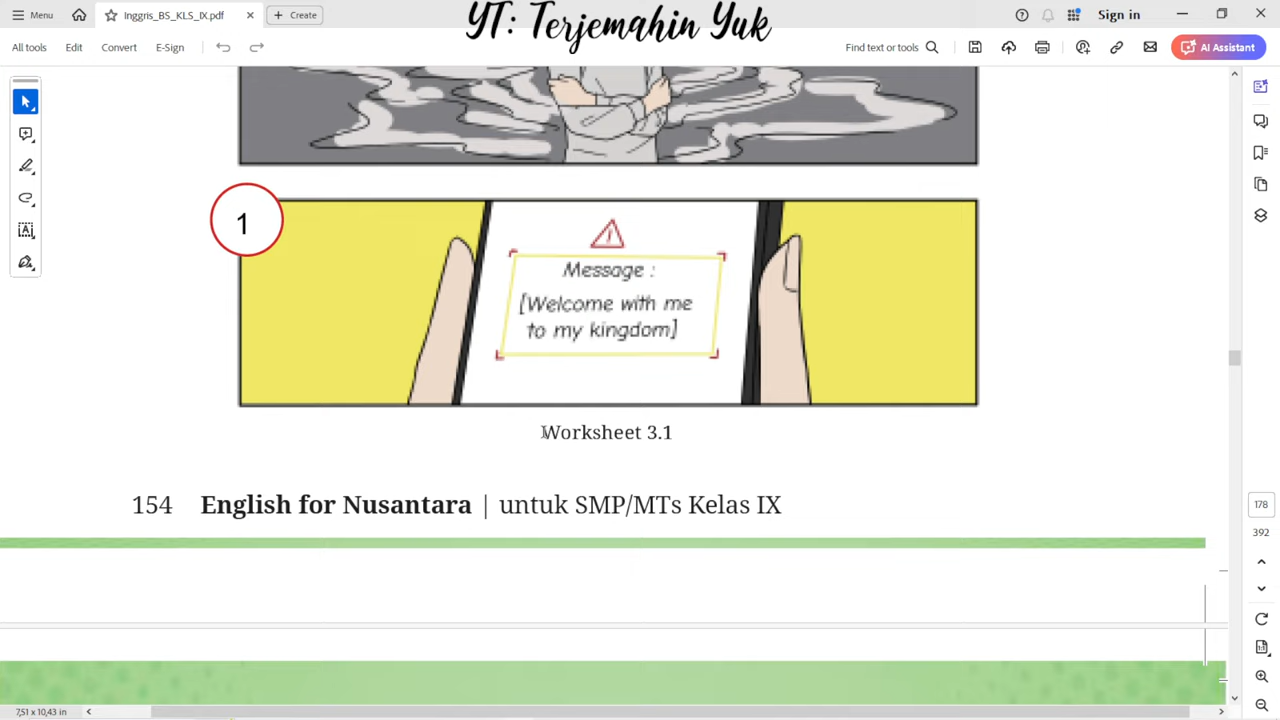 Menu
Inggris_BS_KLS_IX.pdf
Create
YT: Terjemahin Yuk
Sign in
All tools
Edit
Convert
E-Sign
Find text or tools
AI Assistant
1
Message :
[Welcome with me
to my kingdom]
Worksheet 3.1
154 English for Nusantara | untuk SMP/MTs Kelas IX
178
392
7,51 x 10,43 in